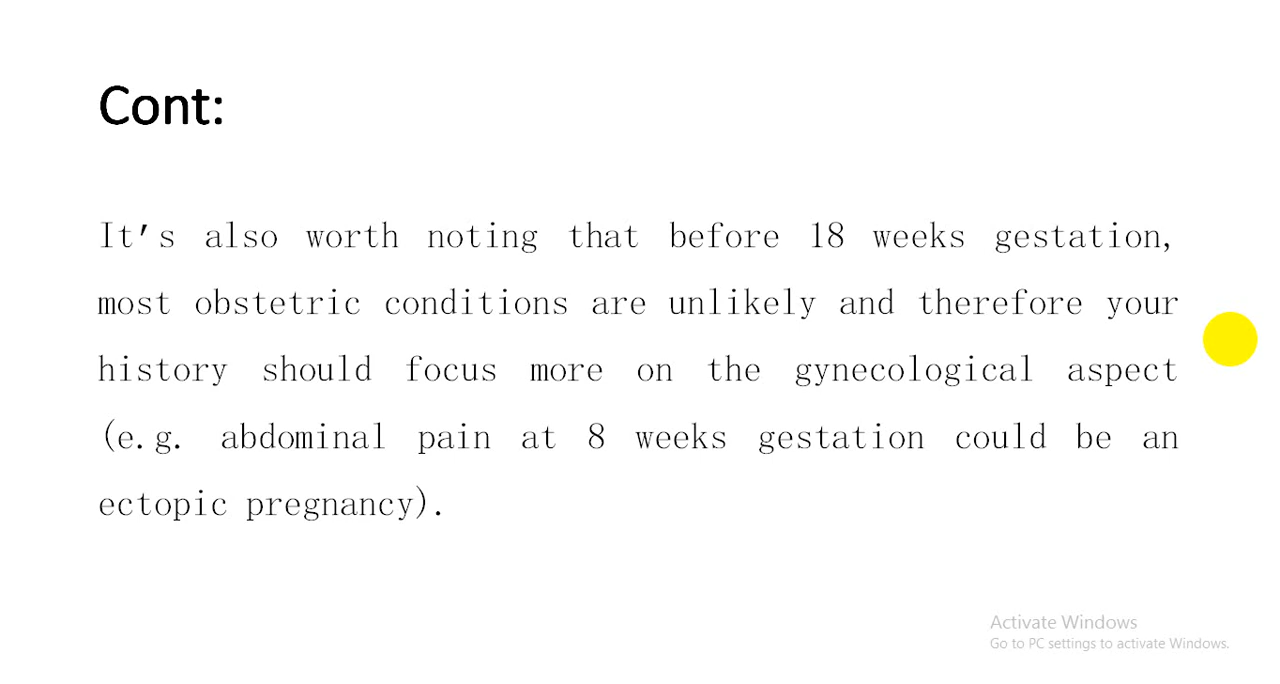 Cont:
It's also worth noting that before 18 weeks gestation,
most obstetric conditions are unlikely and therefore your
history should focus more on the gynecological aspect
(e.g. abdominal pain at 8 weeks gestation could be an
ectopic pregnancy).
Activate Windows
Go to PC settings to activate Windows.